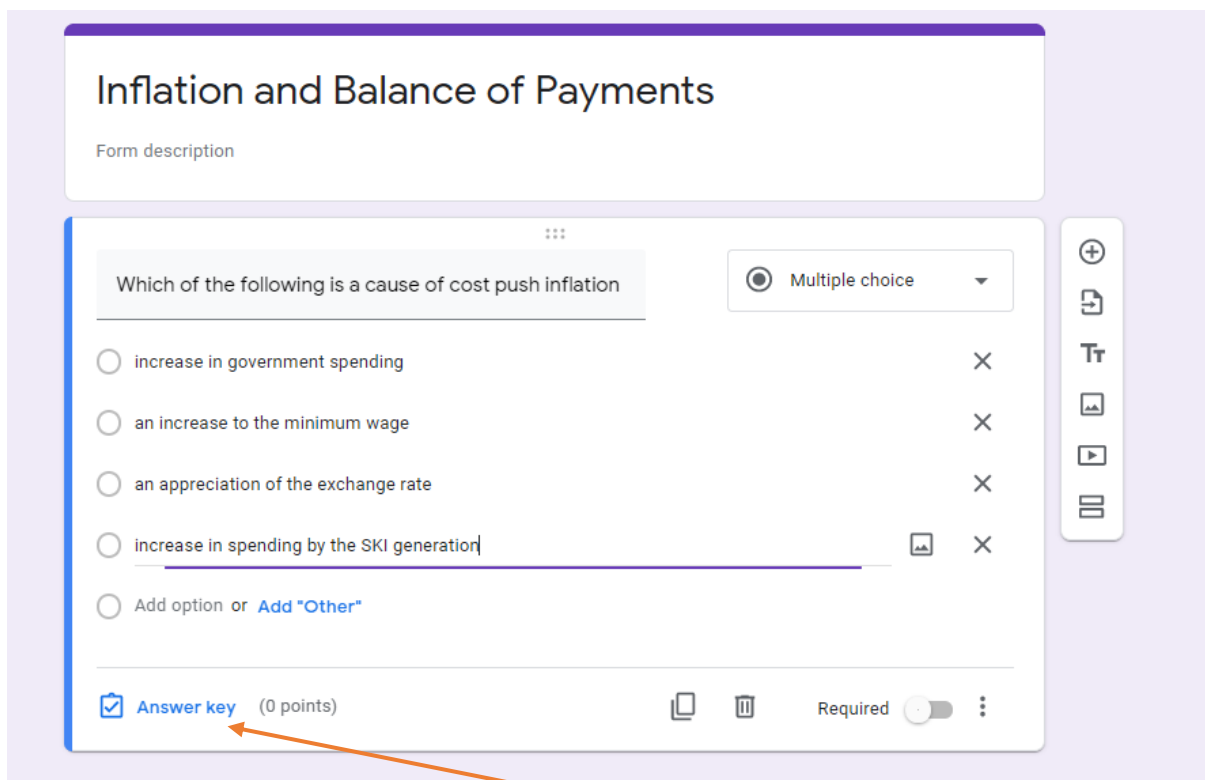 Inflation and Balance of Payments
Form description
Which of the following is a cause of cost push inflation
Multiple choice
increase in government spending
an increase to the minimum wage
an appreciation of the exchange rate
increase in spending by the SKI generation
Add option or Add "Other"
Answer key (0 points)
Required
Tт